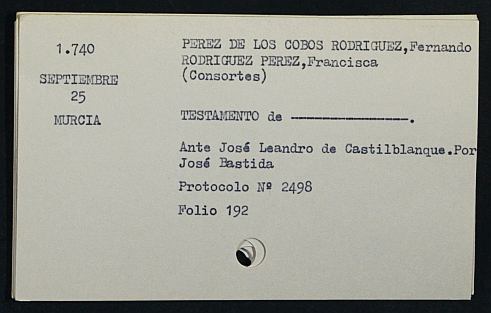 1.740
SEPTIEMBRE
25
MURCIA
PEREZ DE LOS COBOS RODRIGUEZ,Fernando
RODRIGUEZ PEREZ,Francisca
(Consortes)
TESTAMENTO de ----------------.
Ante José Leandro de Castilblanque.Por
José Bastida
Protocolo Nº 2498
Folio 192